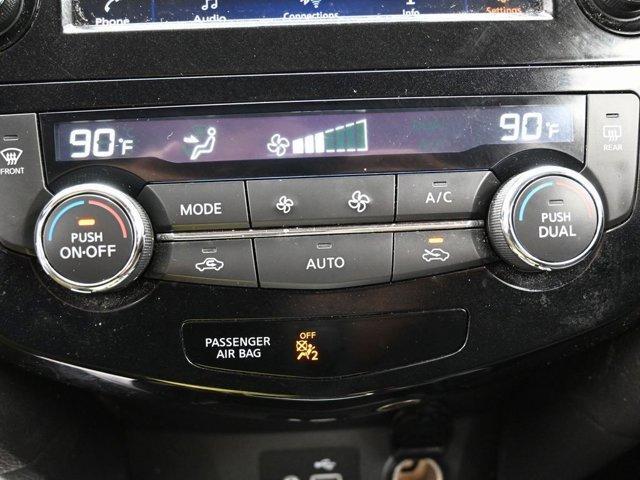 Phone Audio Connections Info Settings
90°F 90°F
FRONT MODE A/C REAR
PUSH ON·OFF
AUTO
PUSH DUAL
PASSENGER AIR BAG
OFF
2